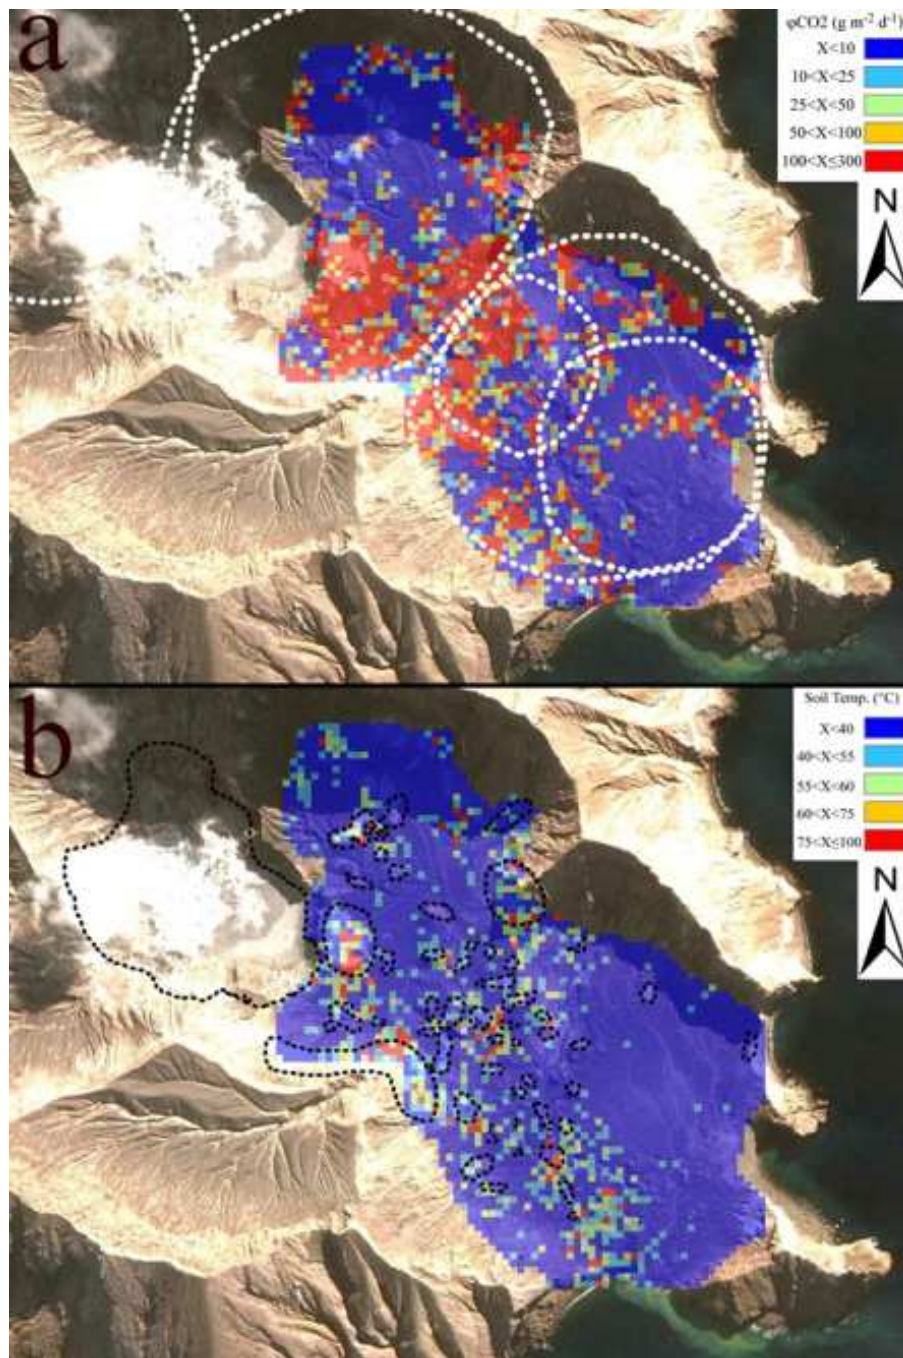 a
φCO2 (g m⁻² d⁻¹)
X<10
10<X<25
25<X<50
50<X<100
100<X≤300
N
b
Soil Temp. (°C)
X<40
40<X<55
55<X<60
60<X<75
75<X≤100
N